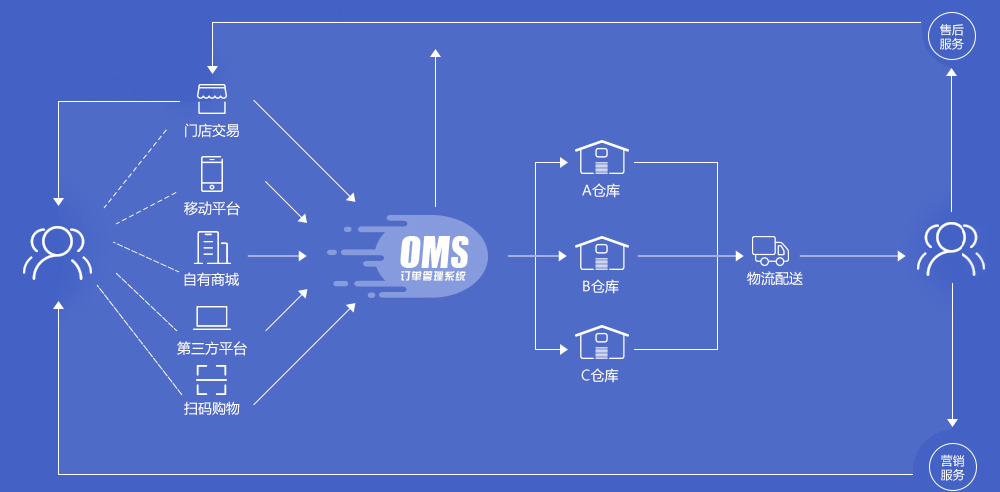 售后
服务
门店交易
移动平台
自有商城
第三方平台
扫码购物
OMS
订单管理系统
A仓库
B仓库
C仓库
物流配送
营销
服务